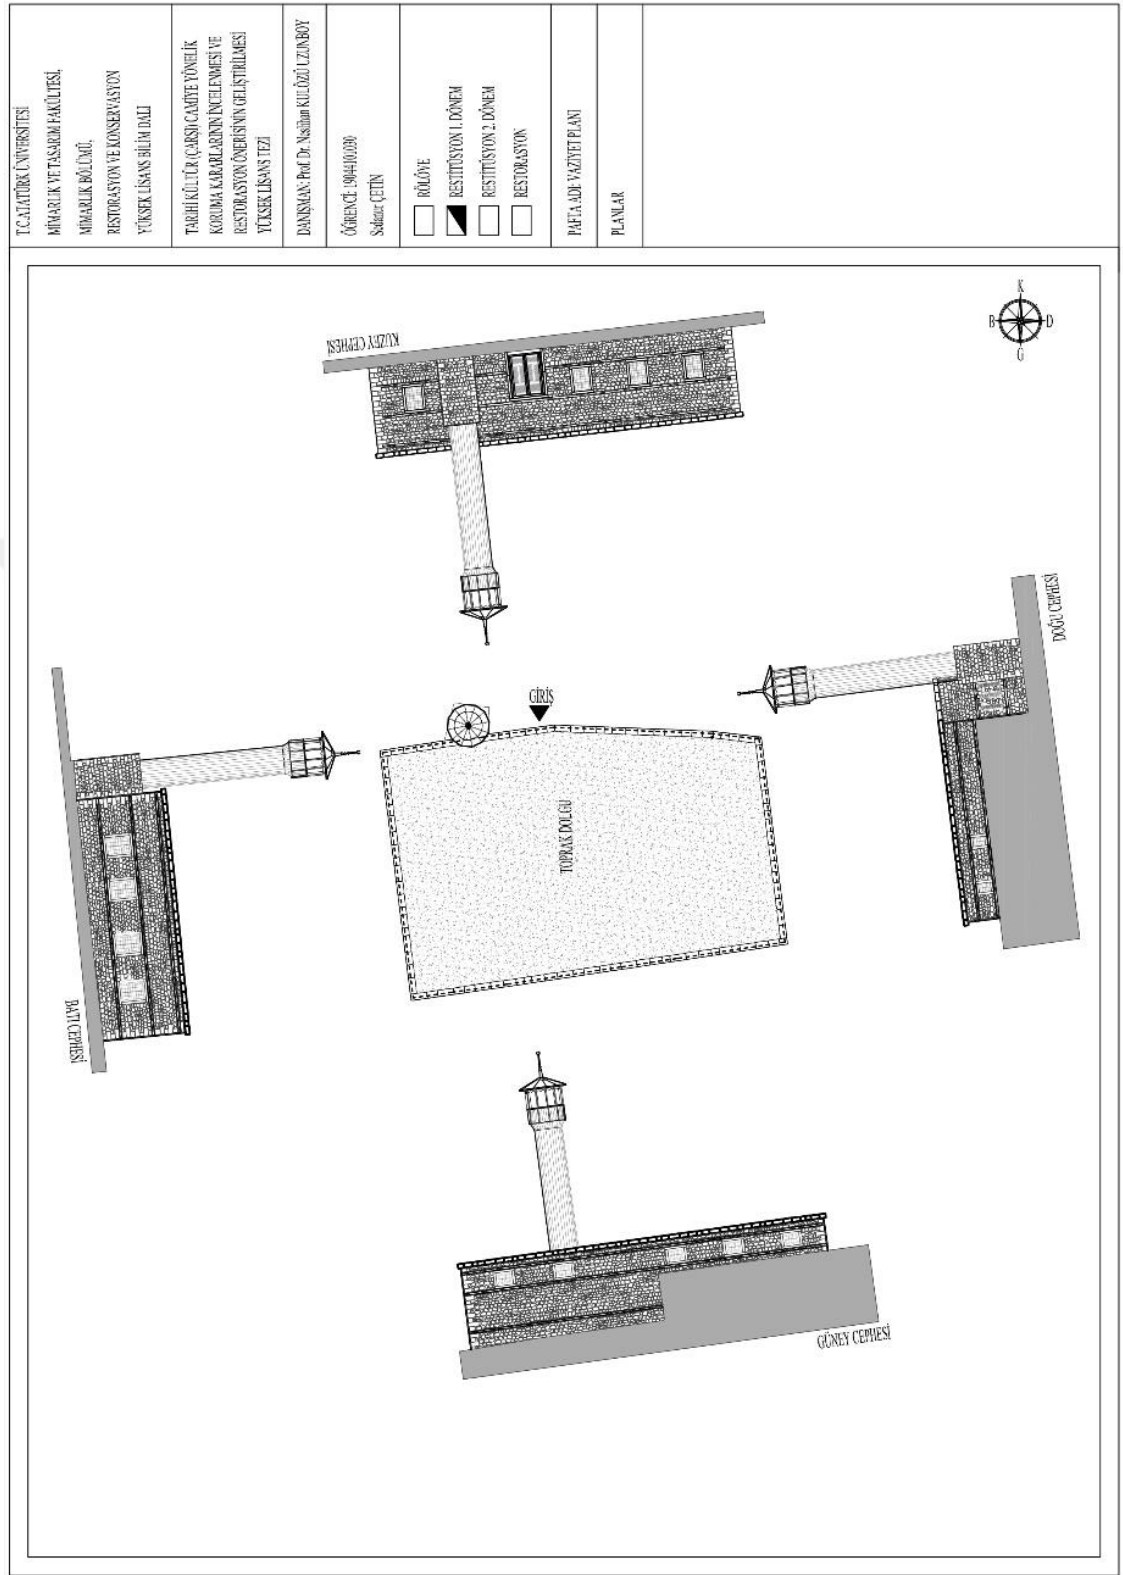 T.C.ATATÜRK ÜNİVERSİTESİ
MİMARLIK VE TASARIM FAKÜLTESİ,
MİMARLIK BÖLÜMÜ,
RESTORASYON VE KONSERVASYON
YÜKSEK LİSANS BİLİM DALI
TARİHİ KÜLTÜR (ÇARŞI) CAMİYE YÖNELİK
KORUMA KARARLARININ İNCELENMESİ VE
RESTORASYON ÖNERİSİNİN GELİŞTİRİLMESİ
YÜKSEK LİSANS TEZİ
DANIŞMAN: Prof. Dr. Neslihan KULÖZÜ UZUNBOY
ÖĞRENCİ: 19044101030
Sedanur ÇETİN
RÖLÖVE
RESTİTÜSYON 1. DÖNEM
RESTİTÜSYON 2. DÖNEM
RESTORASYON
PAFTA ADI: VAZİYET PLANI
PLANLAR
KUZEY CEPHESİ
K
B
D
G
DOĞU CEPHESİ
GİRİŞ
TOPRAK DOLGU
BATI CEPHESİ
GÜNEY CEPHESİ